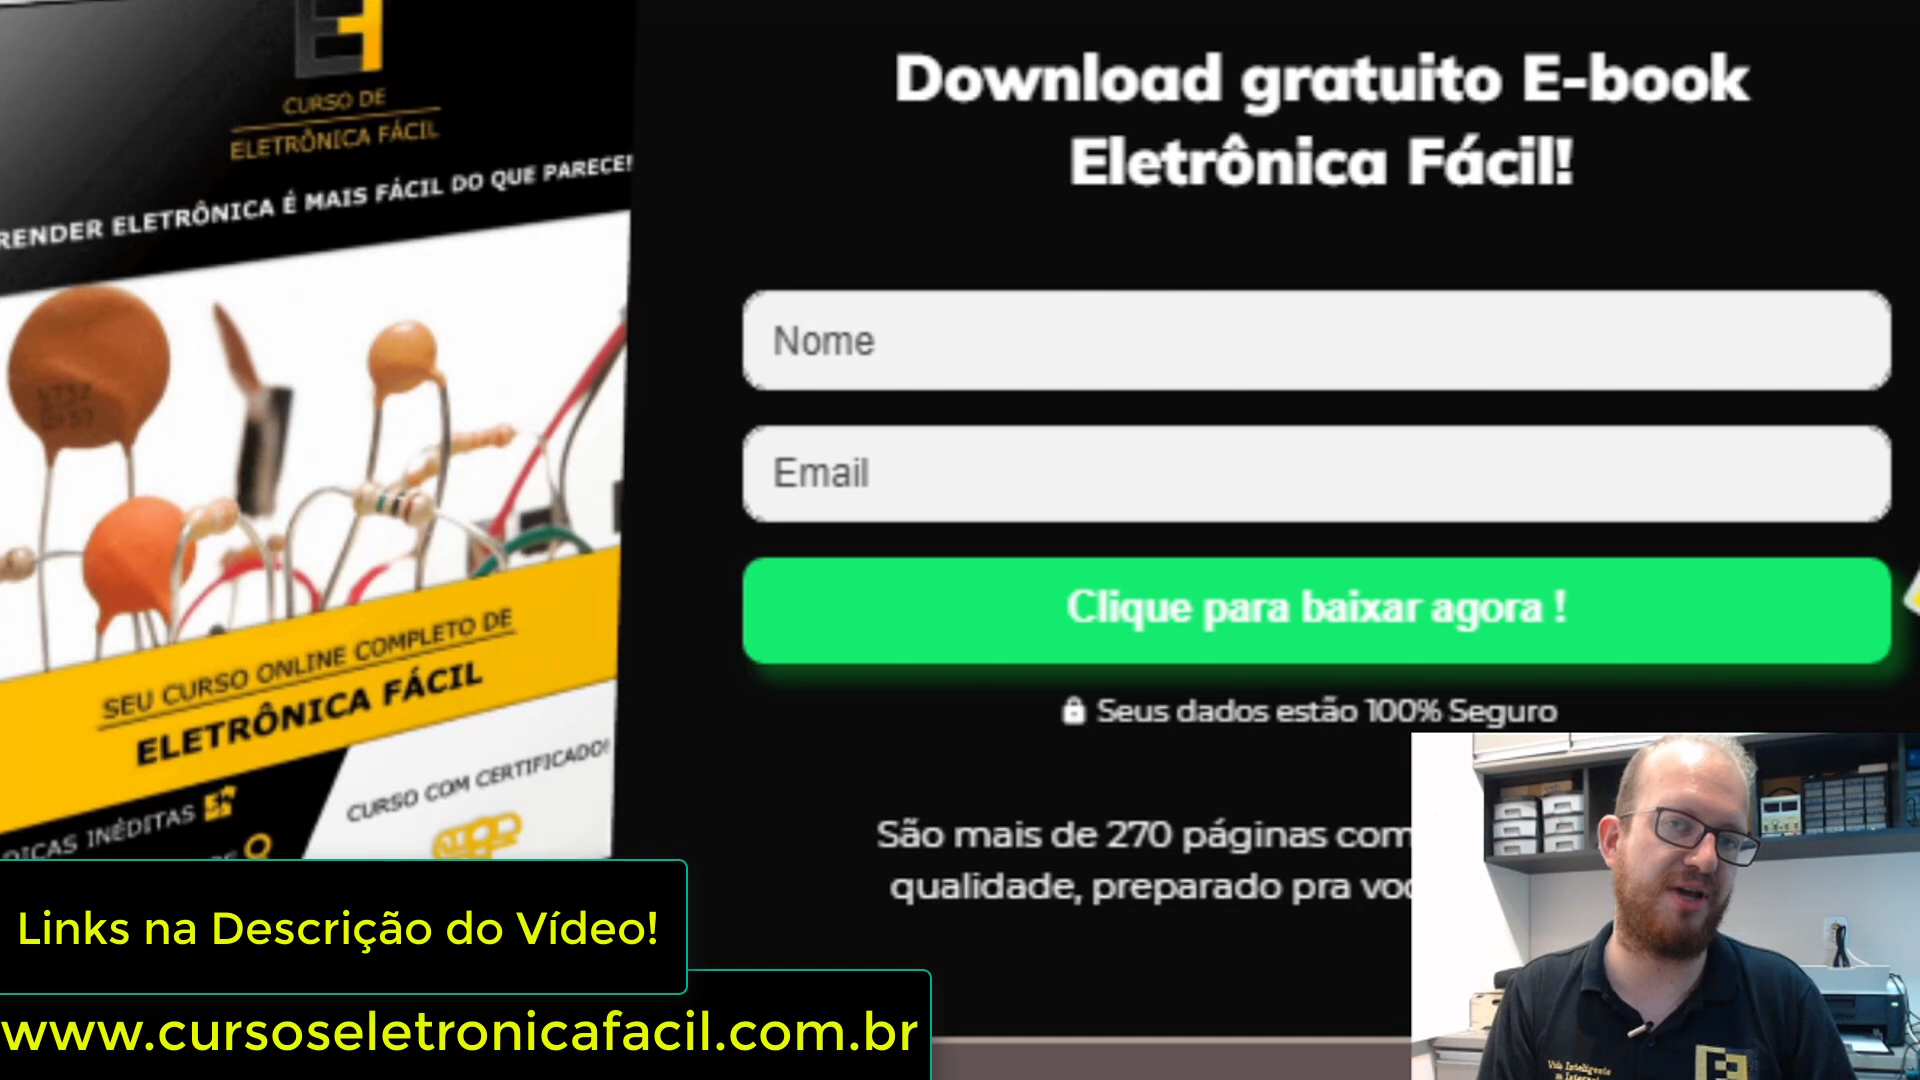 CURSO DE
ELETRÔNICA FÁCIL
RENDER ELETRÔNICA É MAIS FÁCIL DO QUE PARECE!
SEU CURSO ONLINE COMPLETO DE
ELETRÔNICA FÁCIL
DICAS INÉDITAS
CURSO COM CERTIFICADO!
Download gratuito E-book
Eletrônica Fácil!
Nome
Email
Clique para baixar agora !
Seus dados estão 100% Seguro
São mais de 270 páginas com
qualidade, preparado pra voc
Links na Descrição do Vídeo!
www.cursoseletronicafacil.com.br
Vida Inteligente